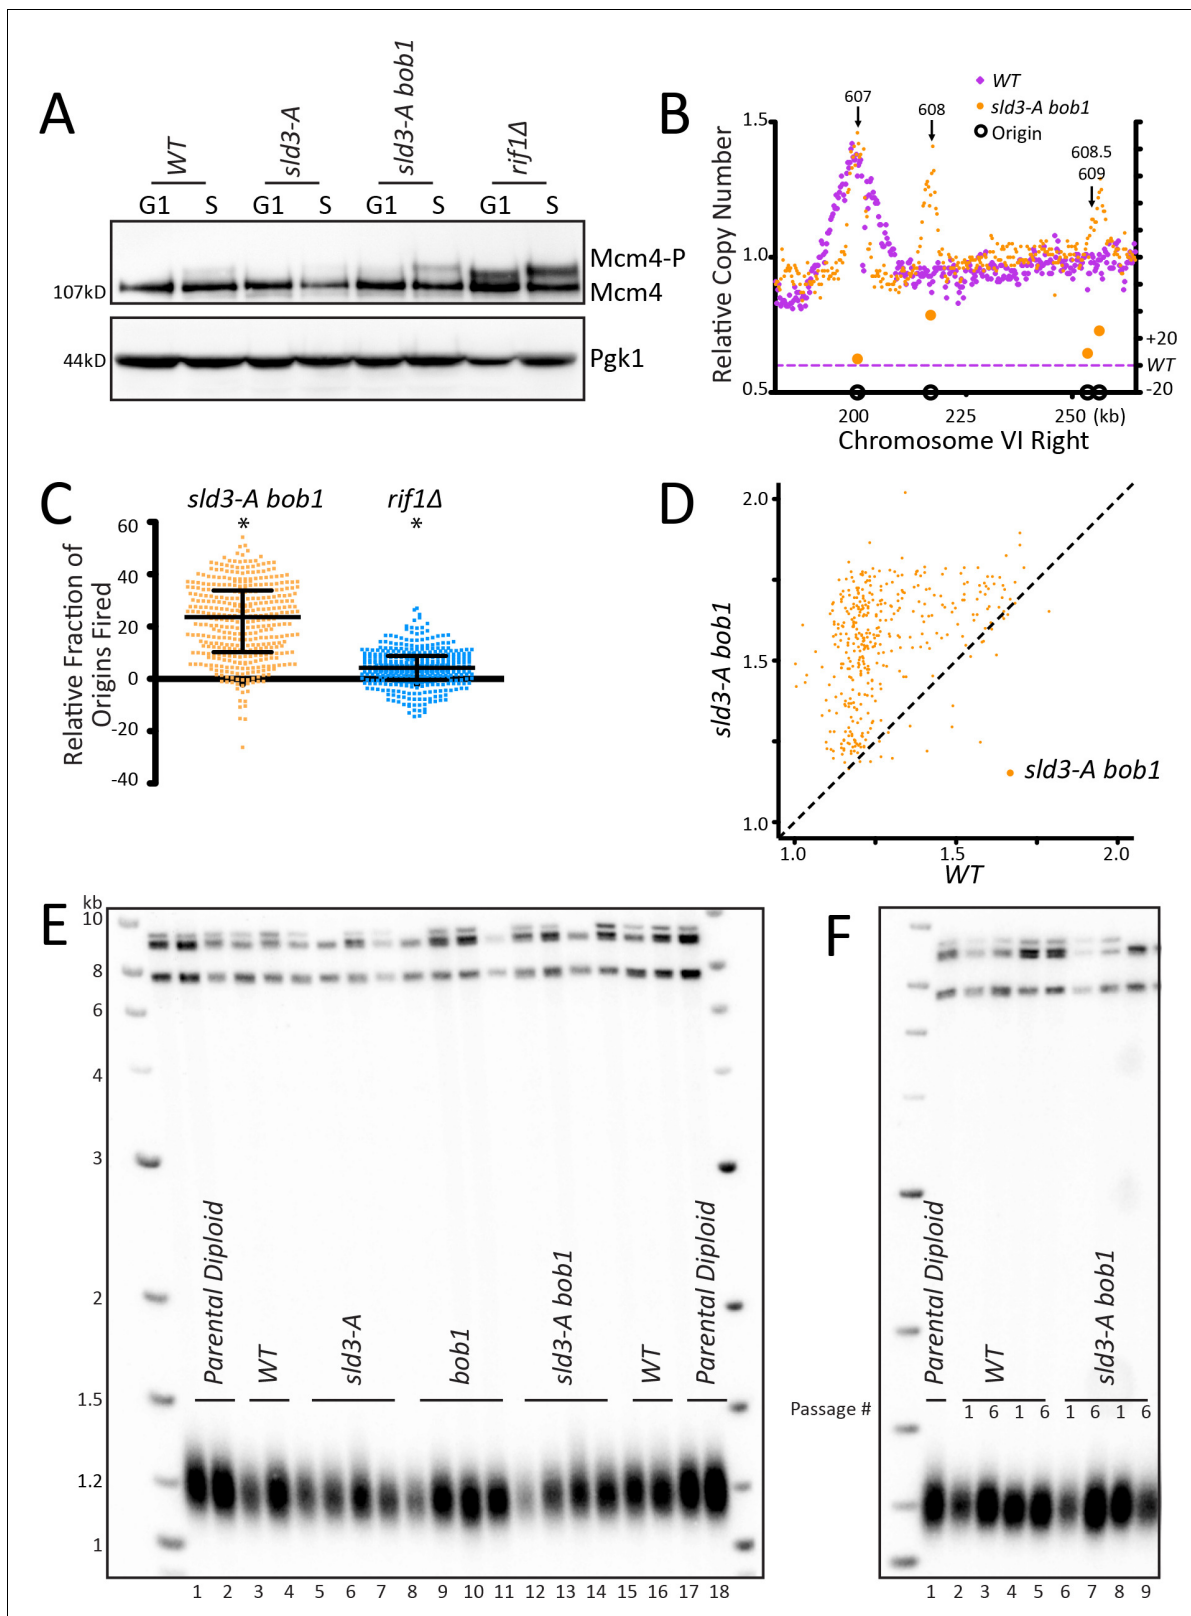 A
WT
sld3-A
sld3-A bob1
rif1Δ
G1 S G1 S G1 S G1 S
Mcm4-P
107kD
Mcm4
44kD
Pgk1
B
WT
sld3-A bob1
Origin
607
608
608.5
609
Relative Copy Number
1.5
1.0
0.5
+20
WT
-20
200 225 250 (kb)
Chromosome VI Right
C
sld3-A bob1
rif1Δ
* *
Relative Fraction of
Origins Fired
60
40
20
0
-20
-40
D
sld3-A bob1
2.0
1.5
1.0
sld3-A bob1
1.0 1.5 2.0
WT
E
kb
10
8
6
4
3
2
1.5
1.2
1
Parental Diploid
WT
sld3-A
bob1
sld3-A bob1
WT
Parental Diploid
1 2 3 4 5 6 7 8 9 10 11 12 13 14 15 16 17 18
F
Parental Diploid
WT
sld3-A bob1
Passage # 1 6 1 6 1 6 1 6
1 2 3 4 5 6 7 8 9